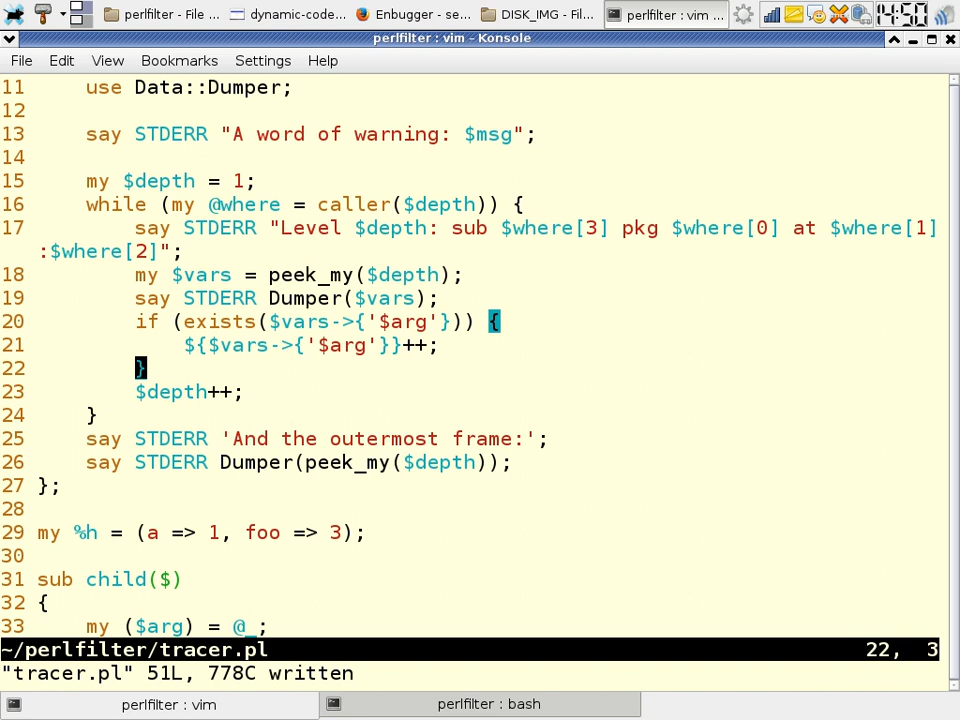 perlfilter - File ...
dynamic-code...
Enbugger - se...
DISK_IMG - Fil...
perlfilter : vim ...
14:50
perlfilter : vim - Konsole
File Edit View Bookmarks Settings Help
11     use Data::Dumper;
12
13     say STDERR "A word of warning: $msg";
14
15     my $depth = 1;
16     while (my @where = caller($depth)) {
17         say STDERR "Level $depth: sub $where[3] pkg $where[0] at $where[1]
:$where[2]";
18         my $vars = peek_my($depth);
19         say STDERR Dumper($vars);
20         if (exists($vars->{'$arg'})) {
21             ${$vars->{'$arg'}}++;
22         }
23         $depth++;
24     }
25     say STDERR 'And the outermost frame:';
26     say STDERR Dumper(peek_my($depth));
27 };
28
29 my %h = (a => 1, foo => 3);
30
31 sub child($)
32 {
33     my ($arg) = @_;
~/perlfilter/tracer.pl 22, 3
"tracer.pl" 51L, 778C written
perlfilter : vim
perlfilter : bash